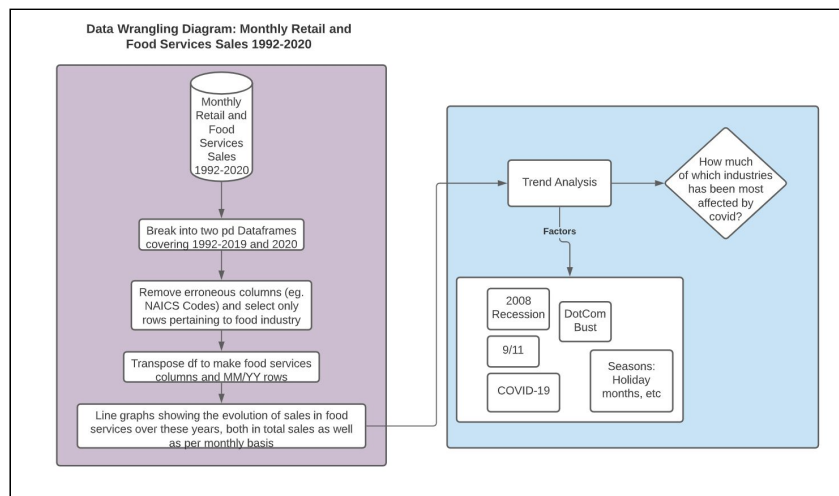 Data Wrangling Diagram: Monthly Retail and
Food Services Sales 1992-2020
Monthly
Retail and
Food
Services
Sales
1992-2020
Break into two pd Dataframes
covering 1992-2019 and 2020
Remove erroneous columns (eg.
NAICS Codes) and select only
rows pertaining to food industry
Transpose df to make food services
columns and MM/YY rows
Line graphs showing the evolution of sales in food
services over these years, both in total sales as well
as per monthly basis
Trend Analysis
How much
of which industries
has been most
affected by
covid?
Factors
2008
Recession
DotCom
Bust
9/11
COVID-19
Seasons:
Holiday
months, etc